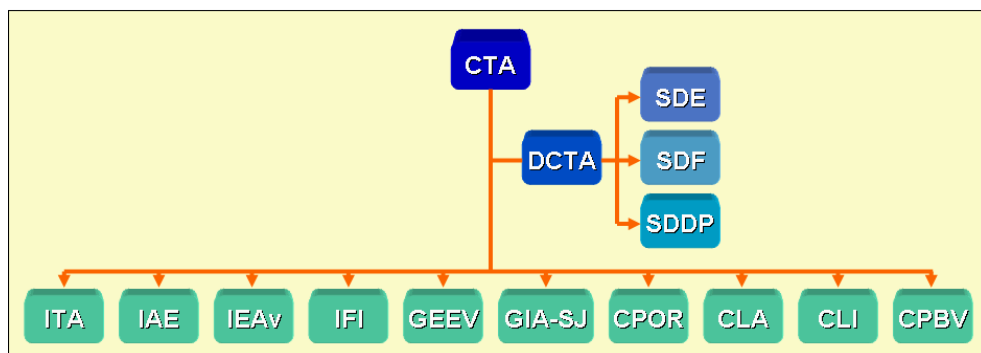 CTA
SDE
DCTA
SDF
SDDP
ITA IAE IEAv IFI GEEV GIA-SJ CPOR CLA CLI CPBV